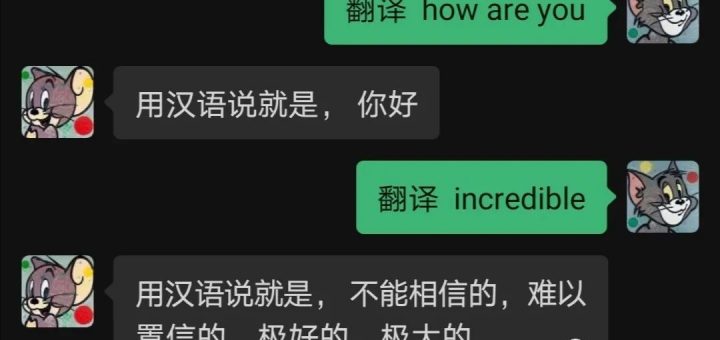 翻译 how are you
用汉语说就是， 你好
翻译 incredible
用汉语说就是， 不能相信的，难以
置信的，极好的，极大的